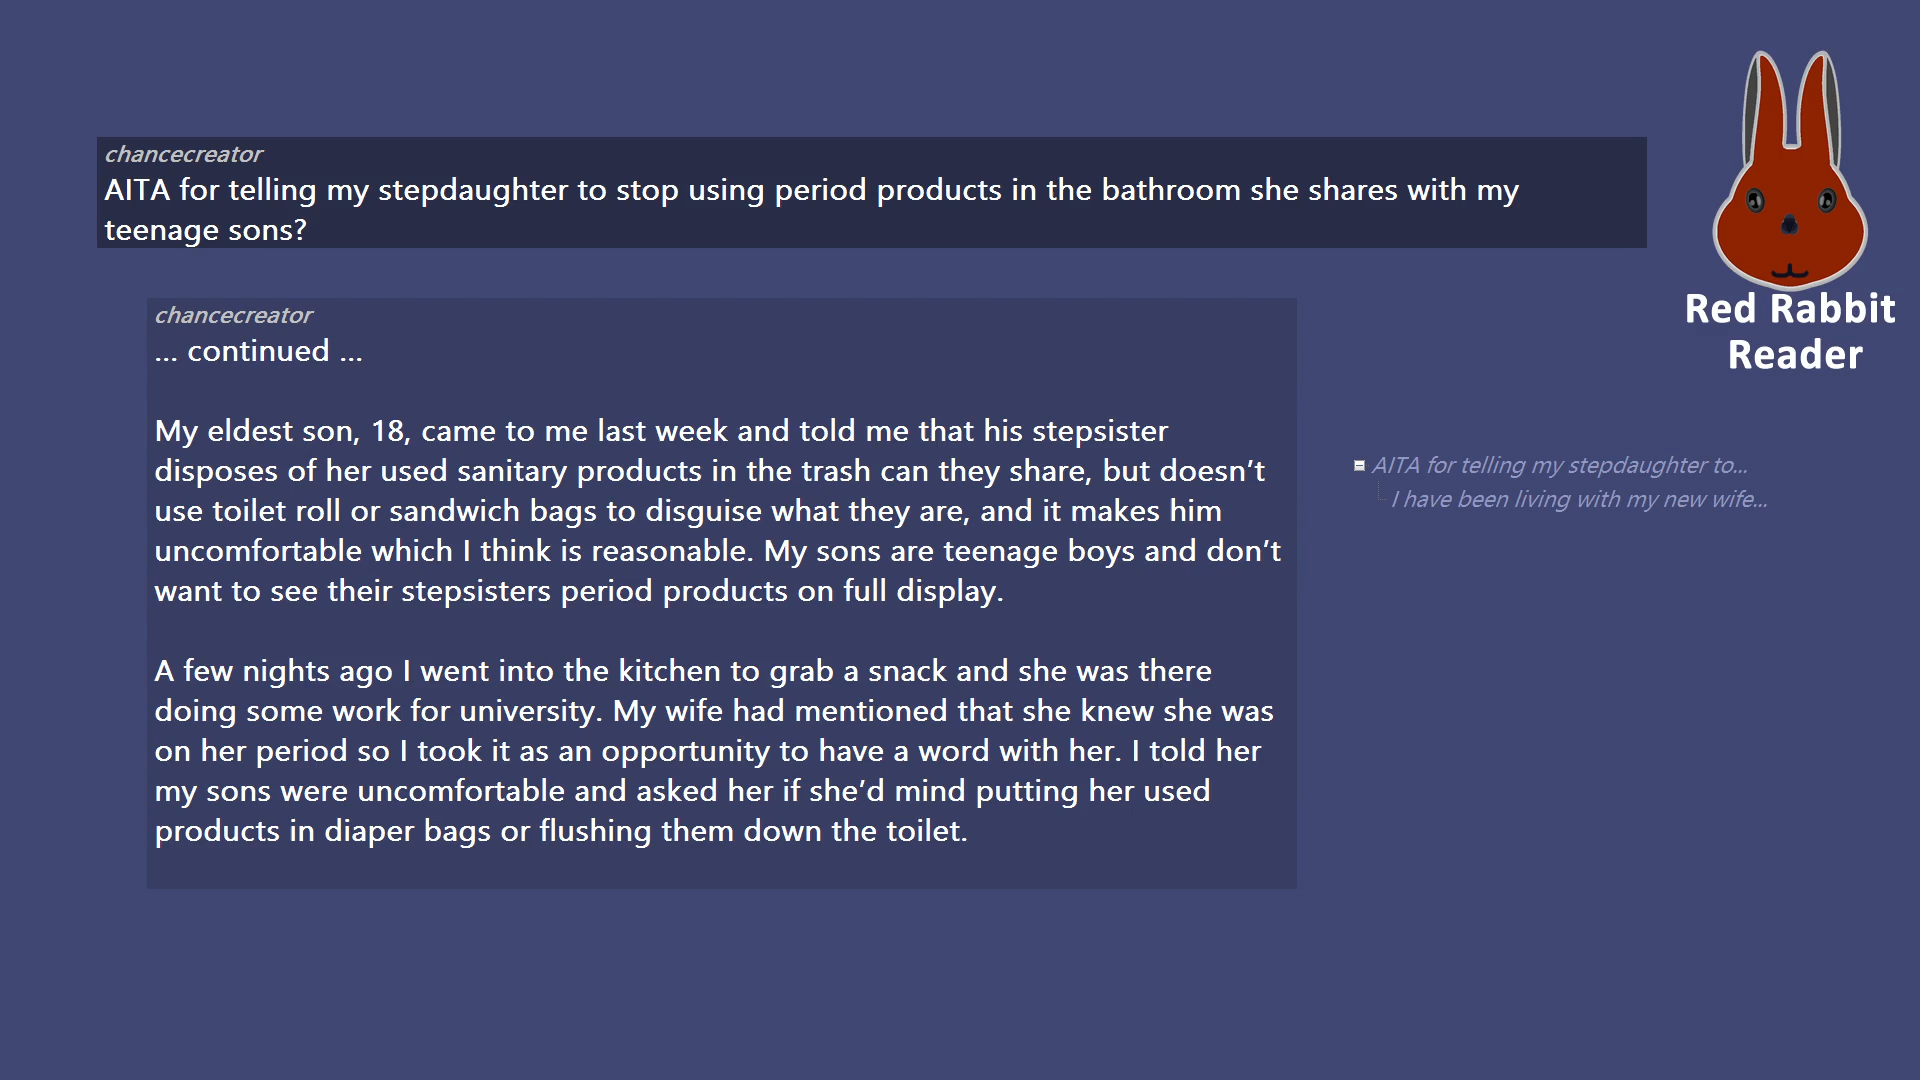 chancecreator
AITA for telling my stepdaughter to stop using period products in the bathroom she shares with my
teenage sons?
chancecreator
... continued ...
My eldest son, 18, came to me last week and told me that his stepsister
disposes of her used sanitary products in the trash can they share, but doesn’t
use toilet roll or sandwich bags to disguise what they are, and it makes him
uncomfortable which I think is reasonable. My sons are teenage boys and don’t
want to see their stepsisters period products on full display.
A few nights ago I went into the kitchen to grab a snack and she was there
doing some work for university. My wife had mentioned that she knew she was
on her period so I took it as an opportunity to have a word with her. I told her
my sons were uncomfortable and asked her if she’d mind putting her used
products in diaper bags or flushing them down the toilet.
Red Rabbit
Reader
AITA for telling my stepdaughter to...
I have been living with my new wife...